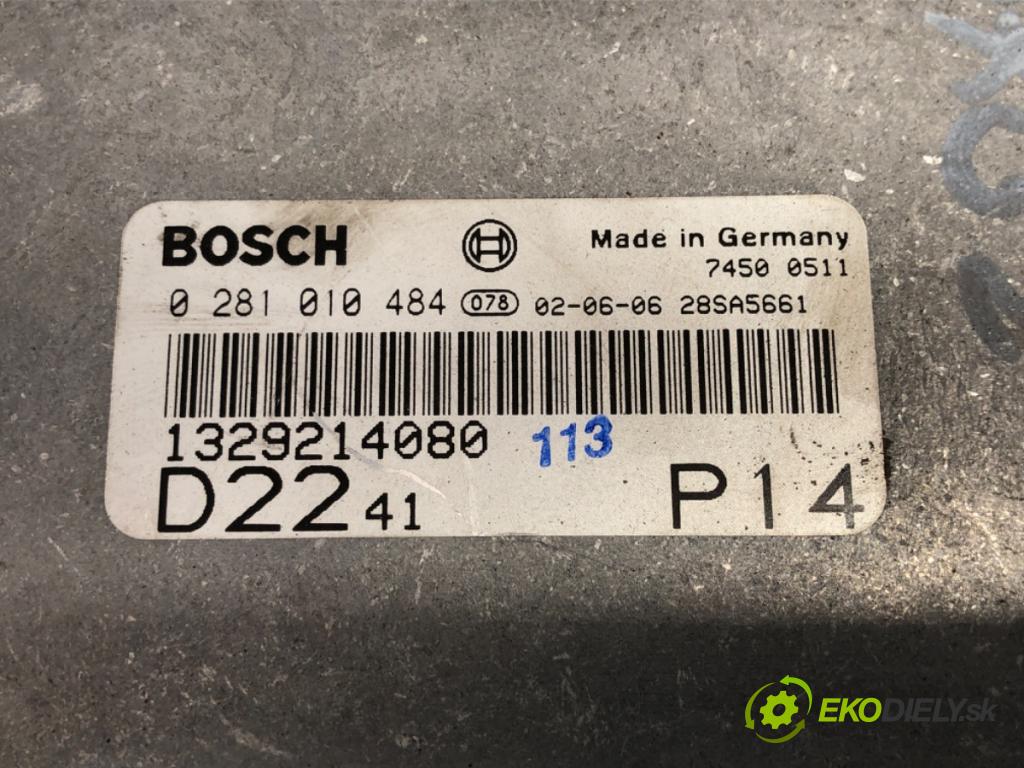 BOSCH
Made in Germany
7450 0511
0 281 010 484 078 02-06-06 28SA5661
1329214080 113
D22 41 P14
EKODIELY.sk